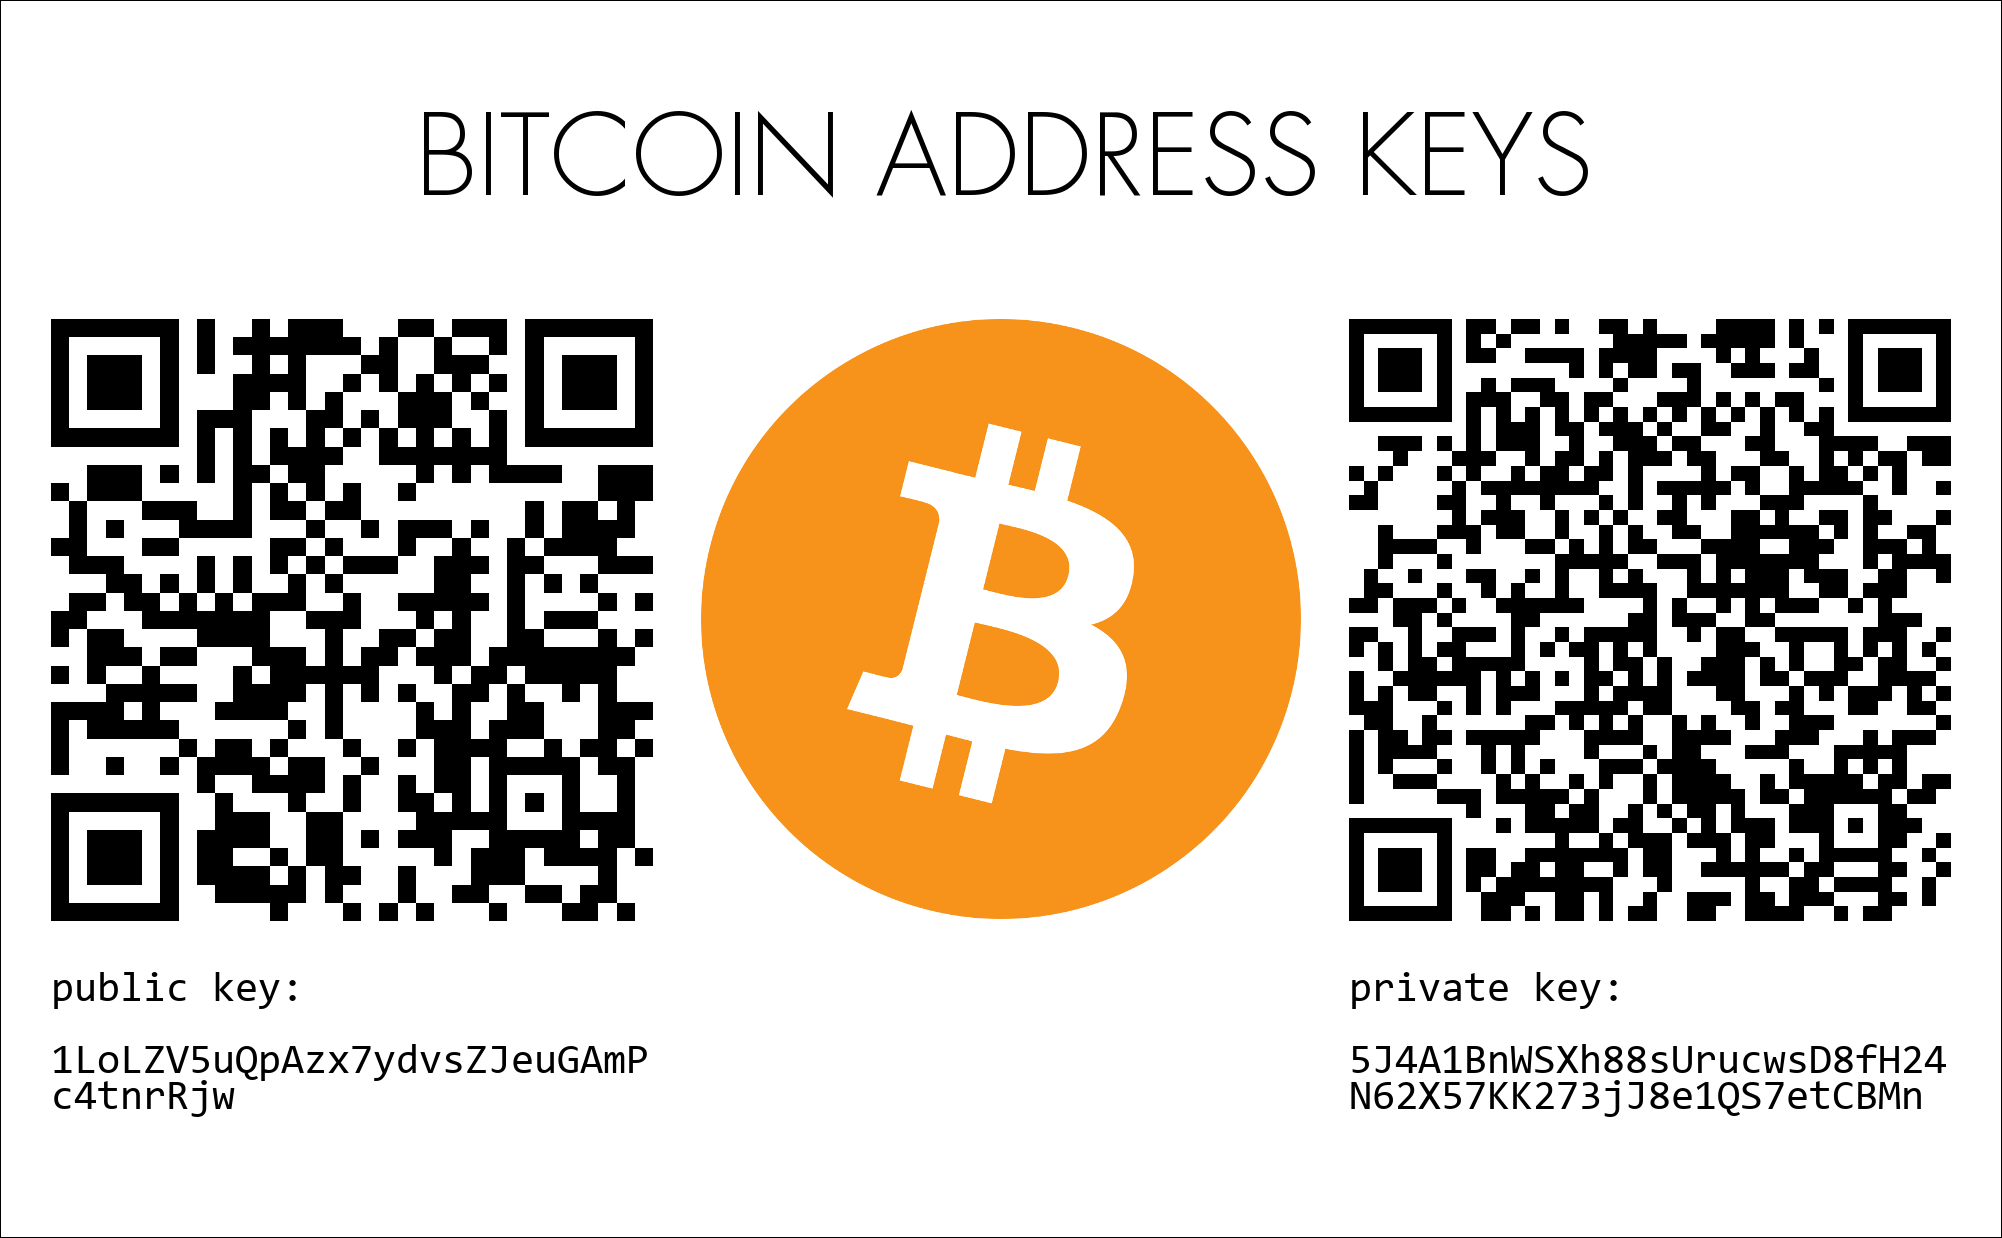 BITCOIN ADDRESS KEYS
public key:
1LoLZV5uQpAzx7ydvsZJeuGAmP
c4tnrRjw
private key:
5J4A1BnWSXh88sUrucwsD8fH24
N62X57KK273jJ8e1QS7etCBMn